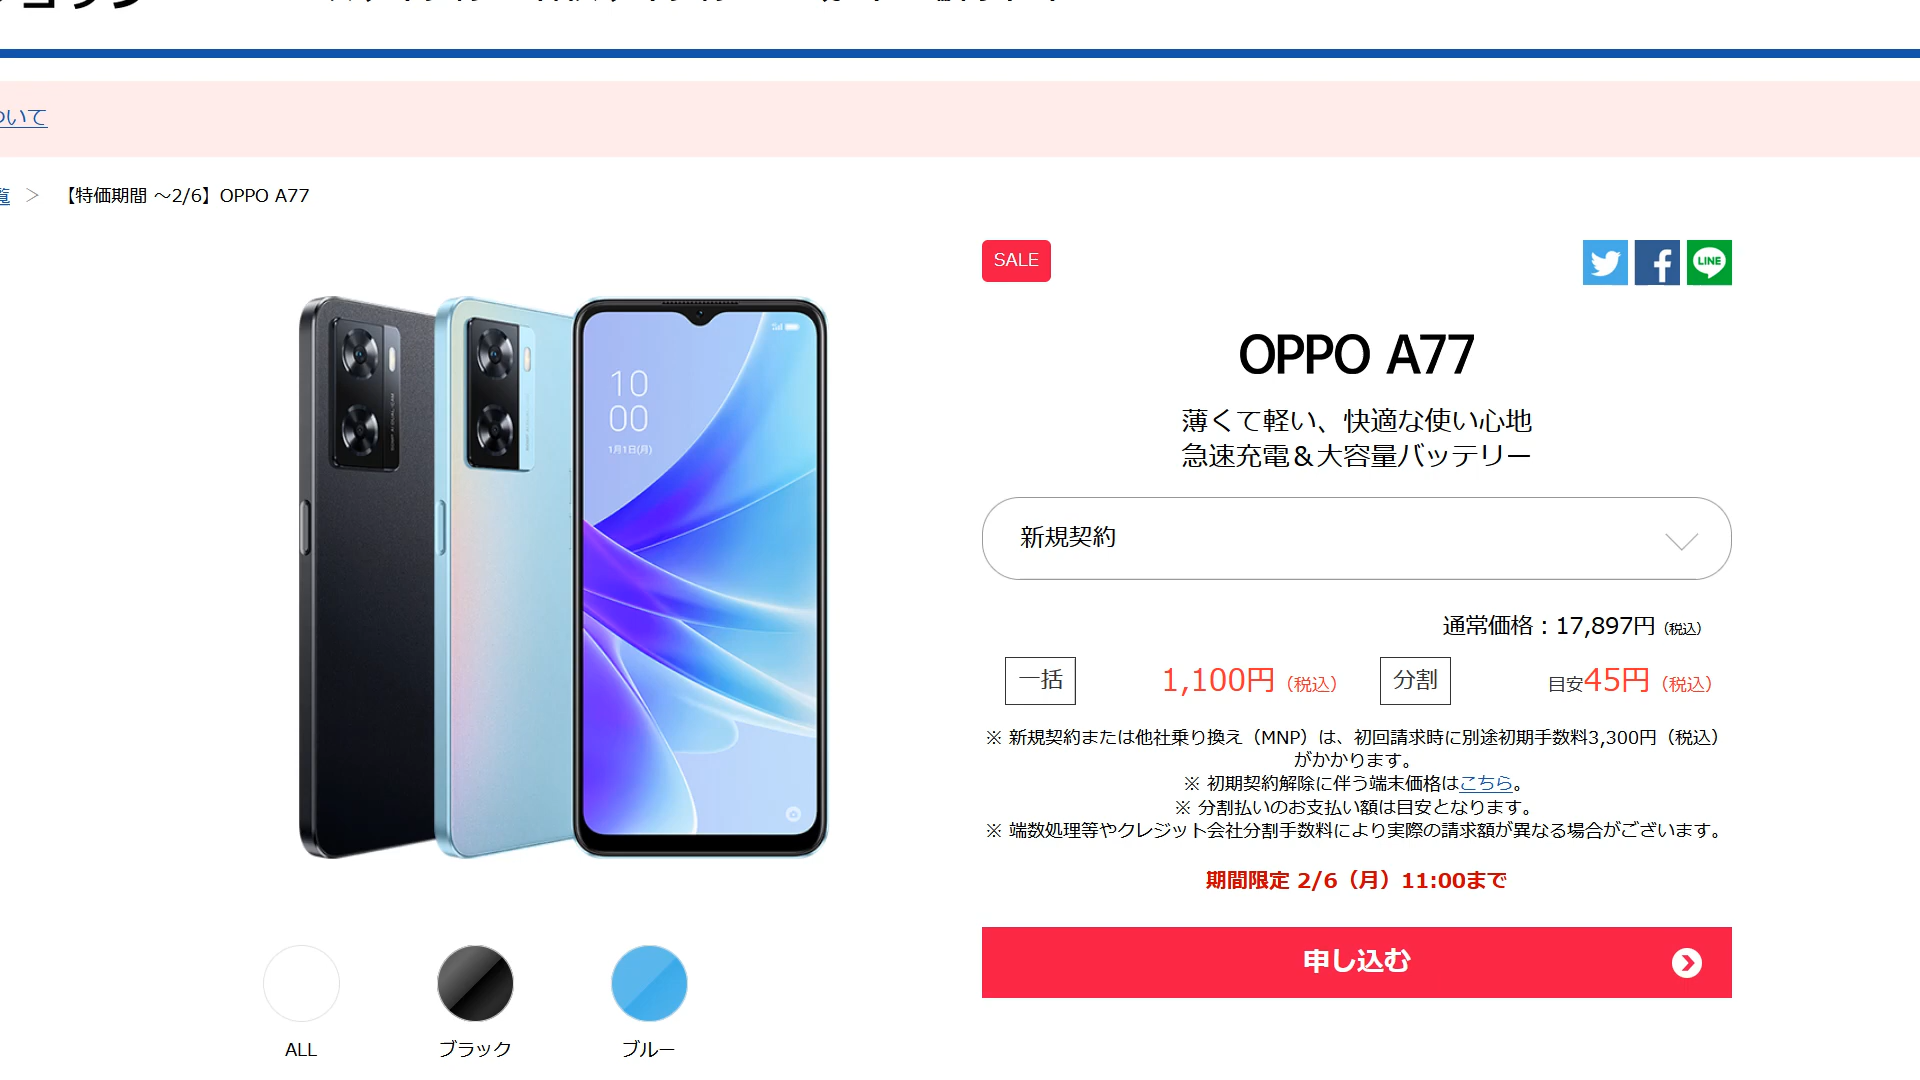 ついて
覧 ＞ 【特価期間 ～2/6】OPPO A77
SALE
LINE
OPPO A77
薄くて軽い、快適な使い心地
急速充電＆大容量バッテリー
10
00
1月1日(月)
新規契約
通常価格：17,897円（税込）
一括 1,100円（税込） 分割 目安45円（税込）
※ 新規契約または他社乗り換え（MNP）は、初回請求時に別途初期手数料3,300円（税込）
がかかります。
※ 初期契約解除に伴う端末価格はこちら。
※ 分割払いのお支払い額は目安となります。
※ 端数処理等やクレジット会社分割手数料により実際の請求額が異なる場合がございます。
期間限定 2/6（月）11:00まで
申し込む
ALL ブラック ブルー